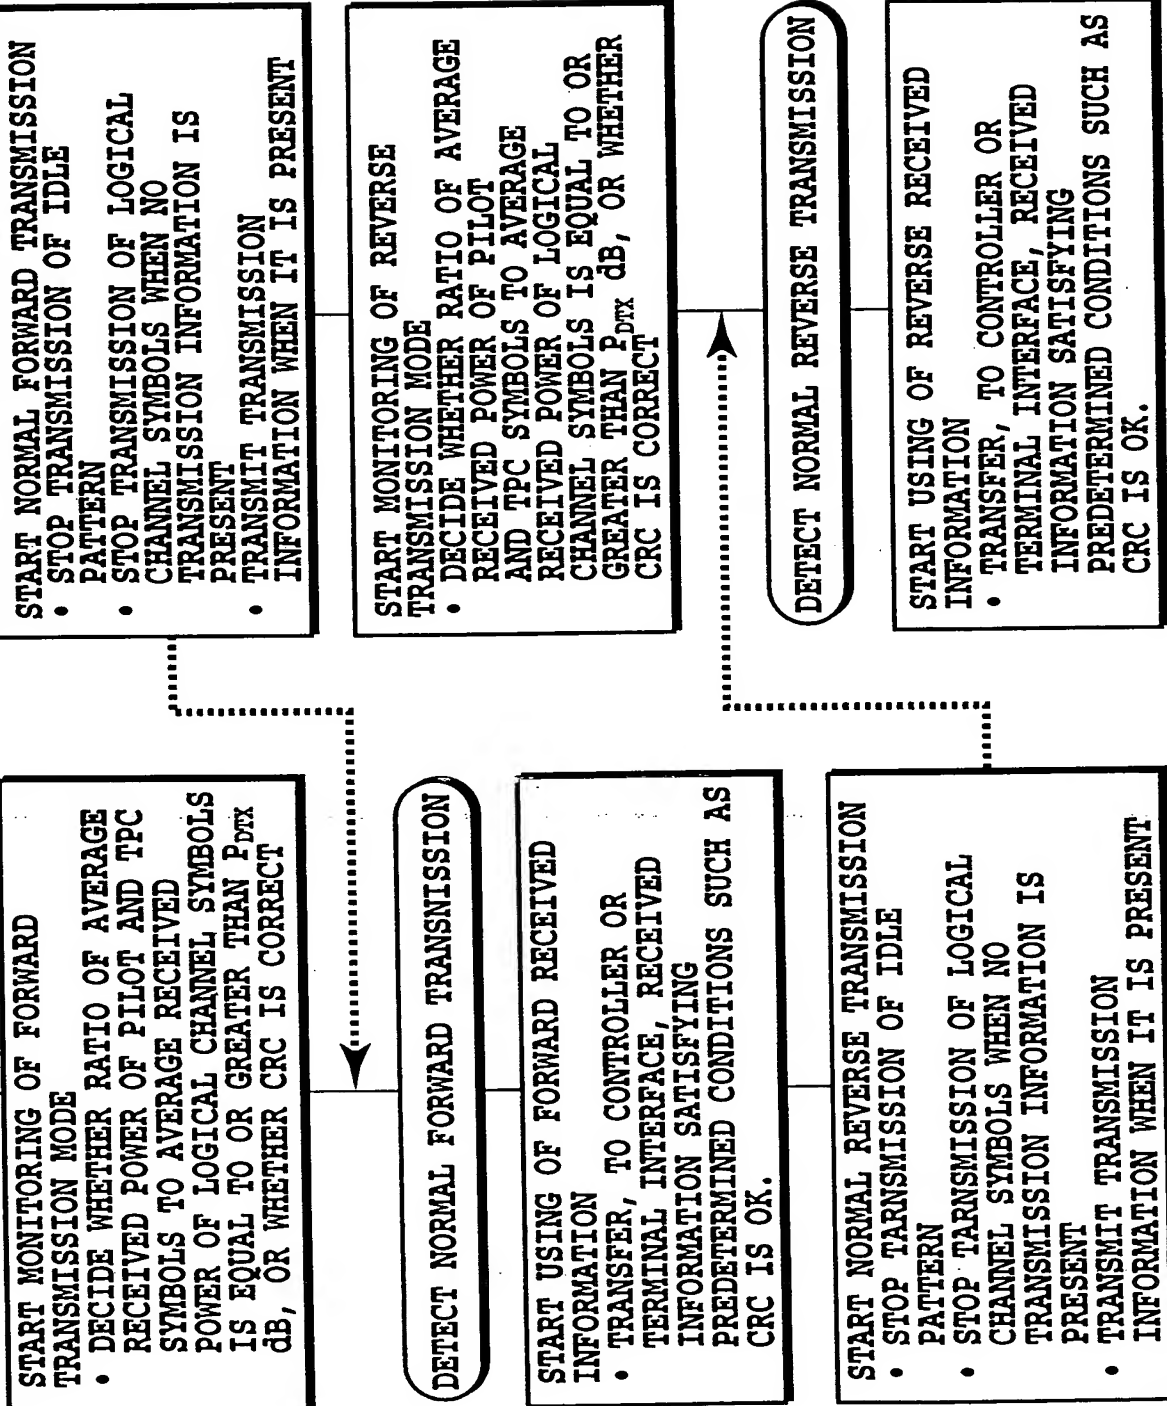 START MONITORING OF FORWARD
TRANSMISSION MODE
• DECIDE WHETHER RATIO OF AVERAGE
RECEIVED POWER OF PILOT AND TPC
SYMBOLS TO AVERAGE RECEIVED
POWER OF LOGICAL CHANNEL SYMBOLS
IS EQUAL TO OR GREATER THAN PDTX
dB, OR WHETHER CRC IS CORRECT
DETECT NORMAL FORWARD TRANSNISSION
START USING OF FORWARD RECEIVED
INFORMATION
• TRANSFER, TO CONTROLLER OR
TERMINAL INTERFACE, RECEIVED
INFORMATION SATISFYING
PREDETERMINED CONDITIONS SUCH AS
CRC IS OK.
START NORMAL REVERSE TRANSMISSION
• STOP TARNSMISSION OF IDLE
PATTERN
• STOP TARNSMISSION OF LOGICAL
CHANNEL SYMBOLS WHEN NO
TRANSMISSION INFORMATION IS
PRESENT
• TRANSMIT TRANSMISSION
INFORMATION WHEN IT IS PRESENT
START NORMAL FORWARD TRANSMISSION
• STOP TRANSMISSION OF IDLE
PATTERN
• STOP TRANSMISSION OF LOGICAL
CHANNEL SYMBOLS WHEN NO
TRANSMISSION INFORMATION IS
PRESENT
• TRANSMIT TRANSMISSION
INFORMATION WHEN IT IS PRESENT
START MONITORING OF REVERSE
TRANSMISSION MODE
• DECIDE WHETHER RATIO OF AVERAGE
RECEIVED POWER OF PILOT
AND TPC SYMBOLS TO AVERAGE
RECEIVED POWER OF LOGICAL
CHANNEL SYMBOLS IS EQUAL TO OR
GREATER THAN PDTX dB, OR WHETHER
CRC IS CORRECT
DETECT NORMAL REVERSE TRANSMISSION
START USING OF REVERSE RECEIVED
INFORMATION
• TRANSFER, TO CONTROLLER OR
TERMINAL INTERFACE, RECEIVED
INFORMATION SATISFYING
PREDETERMINED CONDITIONS SUCH AS
CRC IS OK.